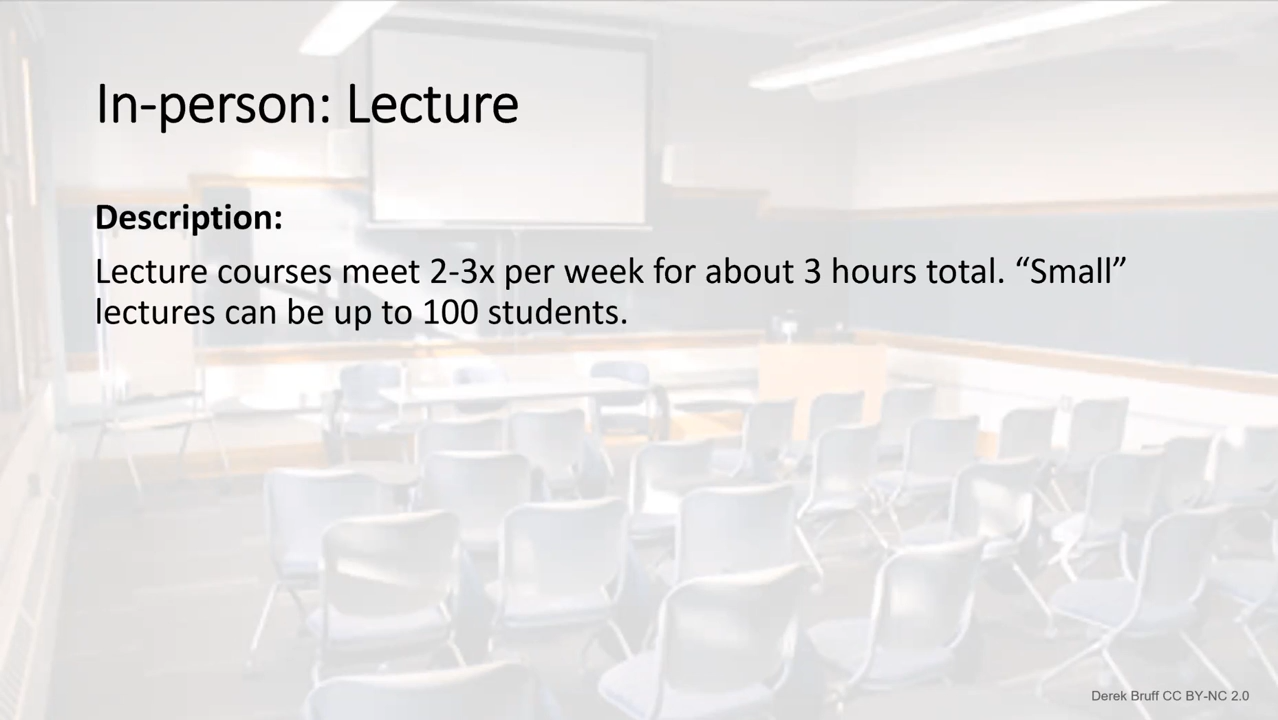 In-person: Lecture
Description:
Lecture courses meet 2-3x per week for about 3 hours total. “Small”
lectures can be up to 100 students.
Derek Bruff CC BY-NC 2.0